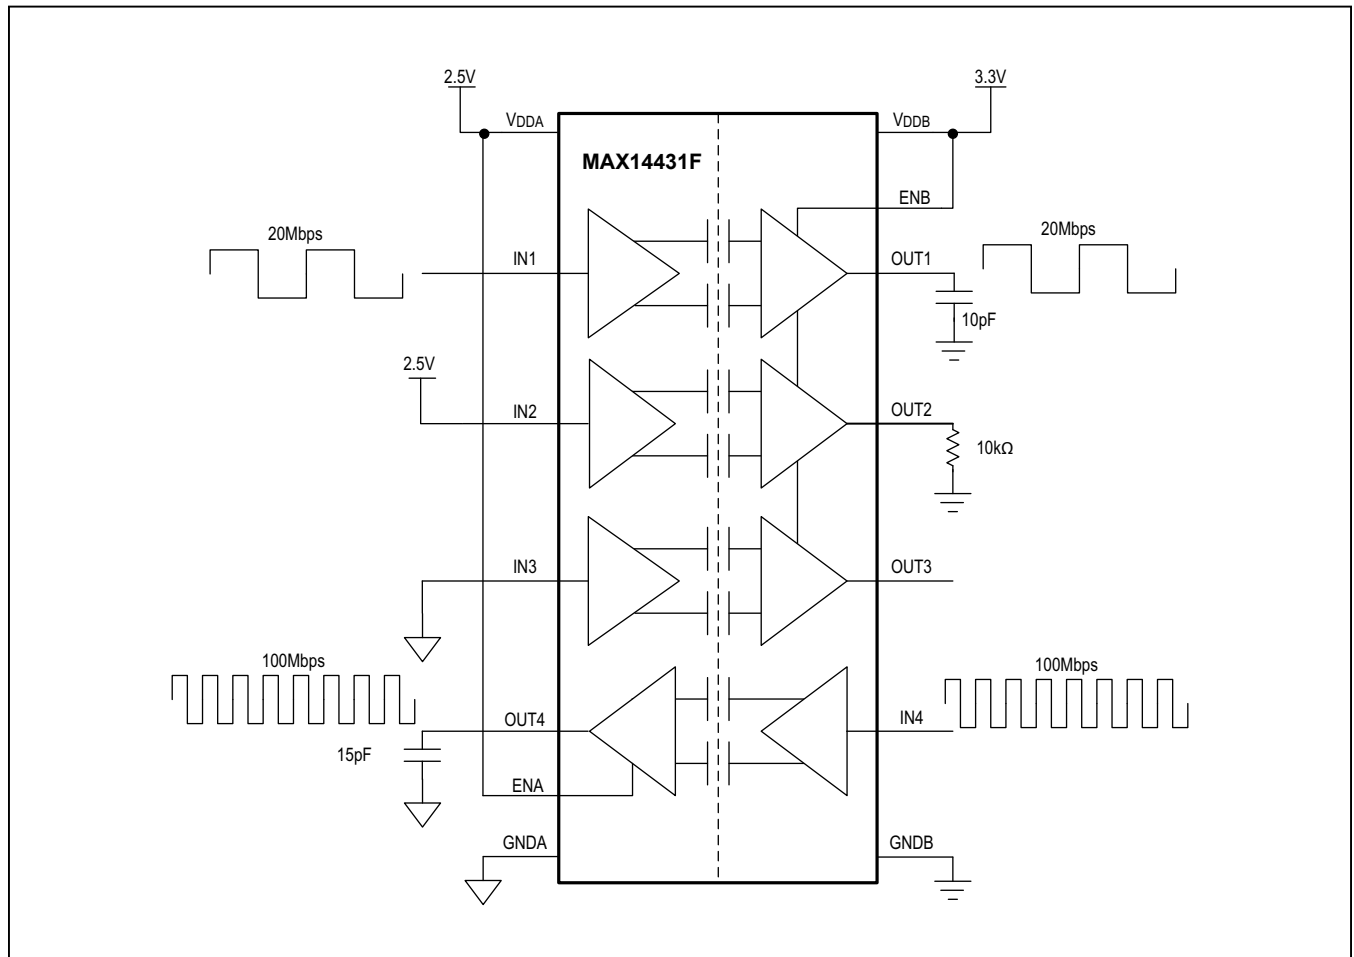 2.5V
3.3V
VDDA
VDDB
MAX14431F
ENB
20Mbps
IN1
OUT1
20Mbps
10pF
2.5V
IN2
OUT2
10kΩ
IN3
OUT3
100Mbps
100Mbps
OUT4
IN4
15pF
ENA
GNDA
GNDB